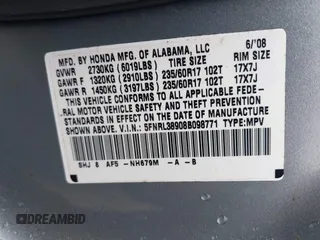 MFD. BY HONDA MFG. OF ALABAMA, LLC 6/'08
GVWR 2730KG (6019LBS) TIRE SIZE RIM SIZE
GAWR F 1320KG (2910LBS) 235/60R17 102T 17X7J
GAWR R 1450KG (3197LBS) 235/60R17 102T 17X7J
THIS VEHICLE CONFORMS TO ALL APPLICABLE FEDE-
RAL MOTOR VEHICLE SAFETY AND THEFT PREVENTION
STANDARDS IN EFFECT ON THE DATE OF MANUFACTURE
SHOWN ABOVE. V.I.N.: 5FNRL38908B098771 TYPE:MPV
SHJ 8 AF5 -NH679M -A -B
DREAMBID